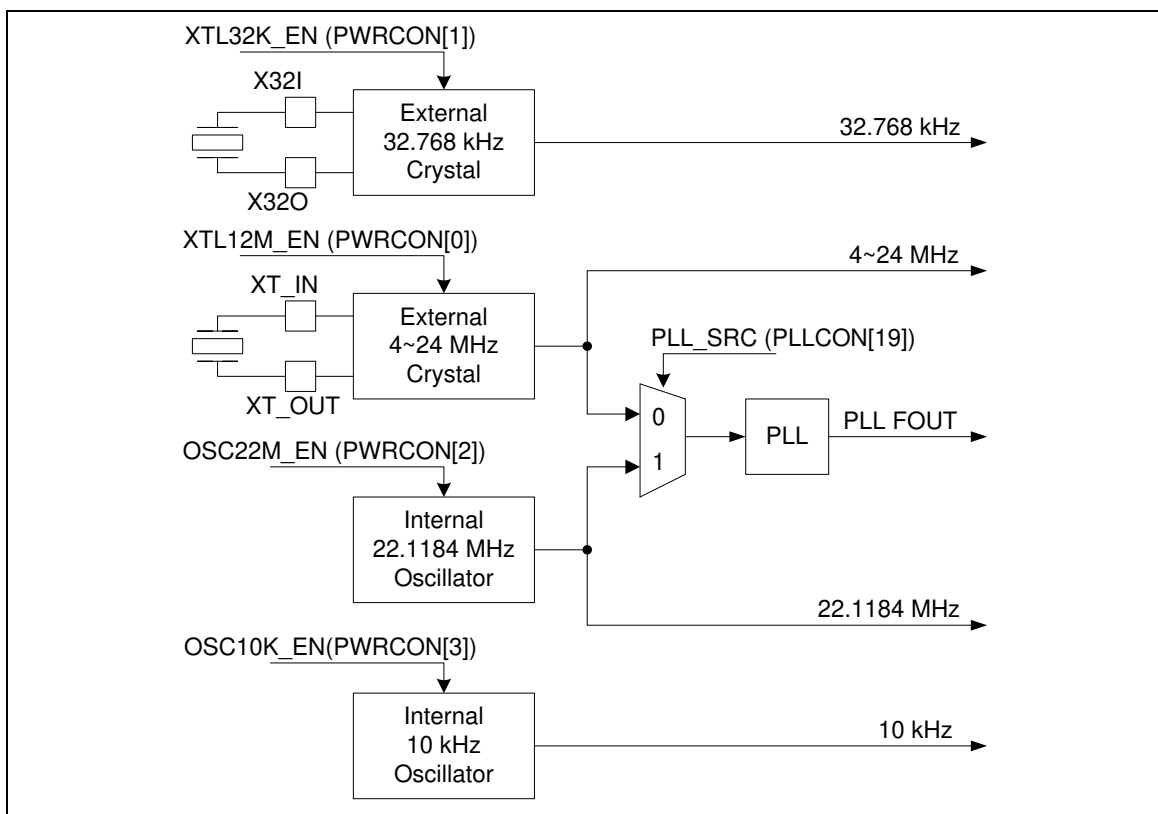 XTL32K_EN (PWRCON[1])
X32I
External
32.768 kHz
Crystal
32.768 kHz
X32O
XTL12M_EN (PWRCON[0])
4~24 MHz
XT_IN
External
4~24 MHz
Crystal
PLL_SRC (PLLCON[19])
XT_OUT
0
1
PLL
PLL FOUT
OSC22M_EN (PWRCON[2])
Internal
22.1184 MHz
Oscillator
22.1184 MHz
OSC10K_EN(PWRCON[3])
Internal
10 kHz
Oscillator
10 kHz